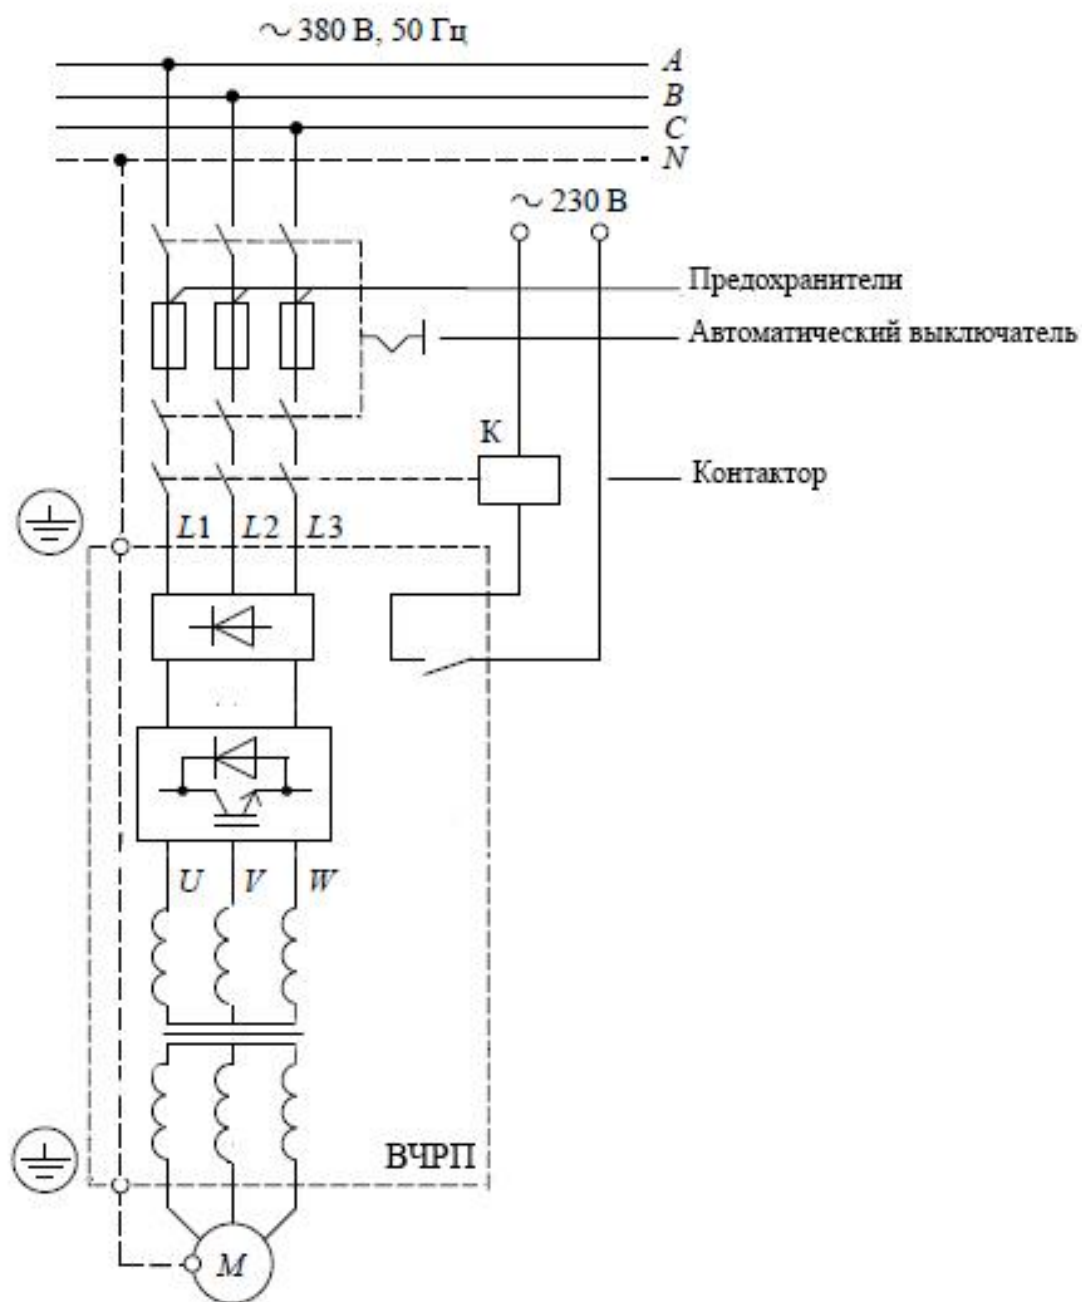 ~ 380 В, 50 Гц
A
B
C
N
~ 230 В
Предохранители
Автоматический выключатель
К
Контактор
L1 L2 L3
U V W
ВЧРП
M